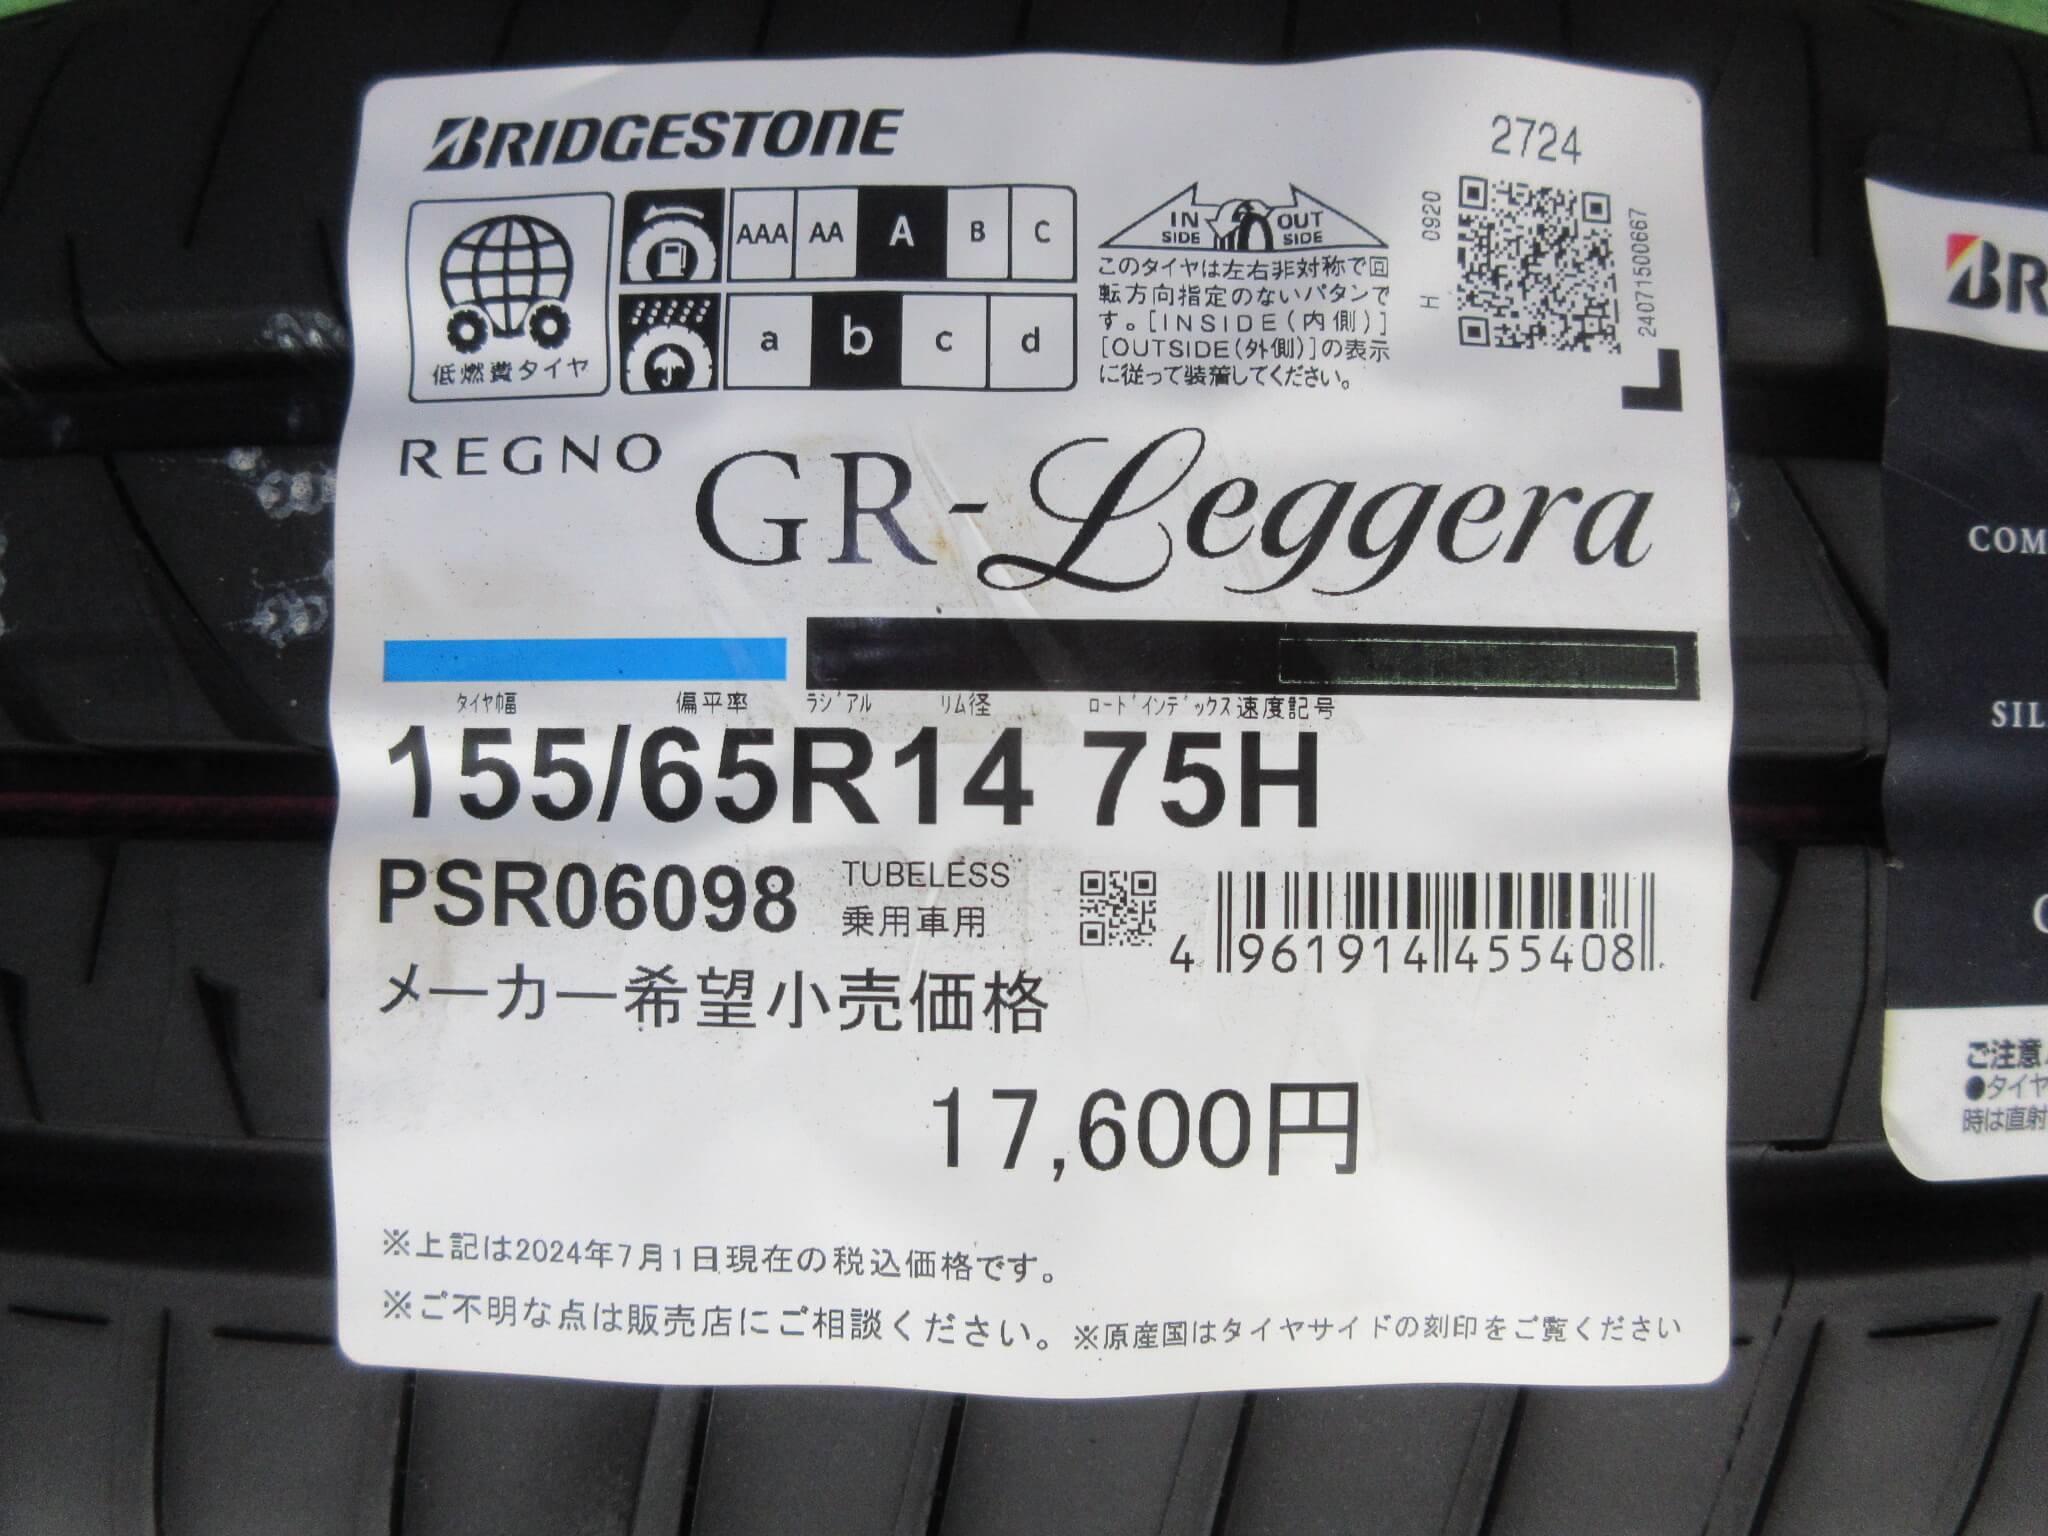 BRIDGESTONE
2724
低燃費タイヤ
AAA AA A B C
a b c d
IN SIDE OUT SIDE
このタイヤは左右非対称で回
転方向指定のないパタンで
す。[INSIDE(内側)]
[OUTSIDE(外側)]の表示
に従って装着してください。
H 0920
24071500667
REGNO GR-Leggera
タイヤ巾幅 偏平率 ラジアル リム径 ロードインデックス速度記号
155/65R14 75H
PSR06098 TUBELESS
乗用車用
4 961914 455408
メーカー希望小売価格
17,600円
※上記は2024年7月1日現在の税込価格です。
※ご不明な点は販売店にご相談ください。※原産国はタイヤサイドの刻印をご覧ください
BR
COM
SIL
ご注意
●タイヤ
時は直射